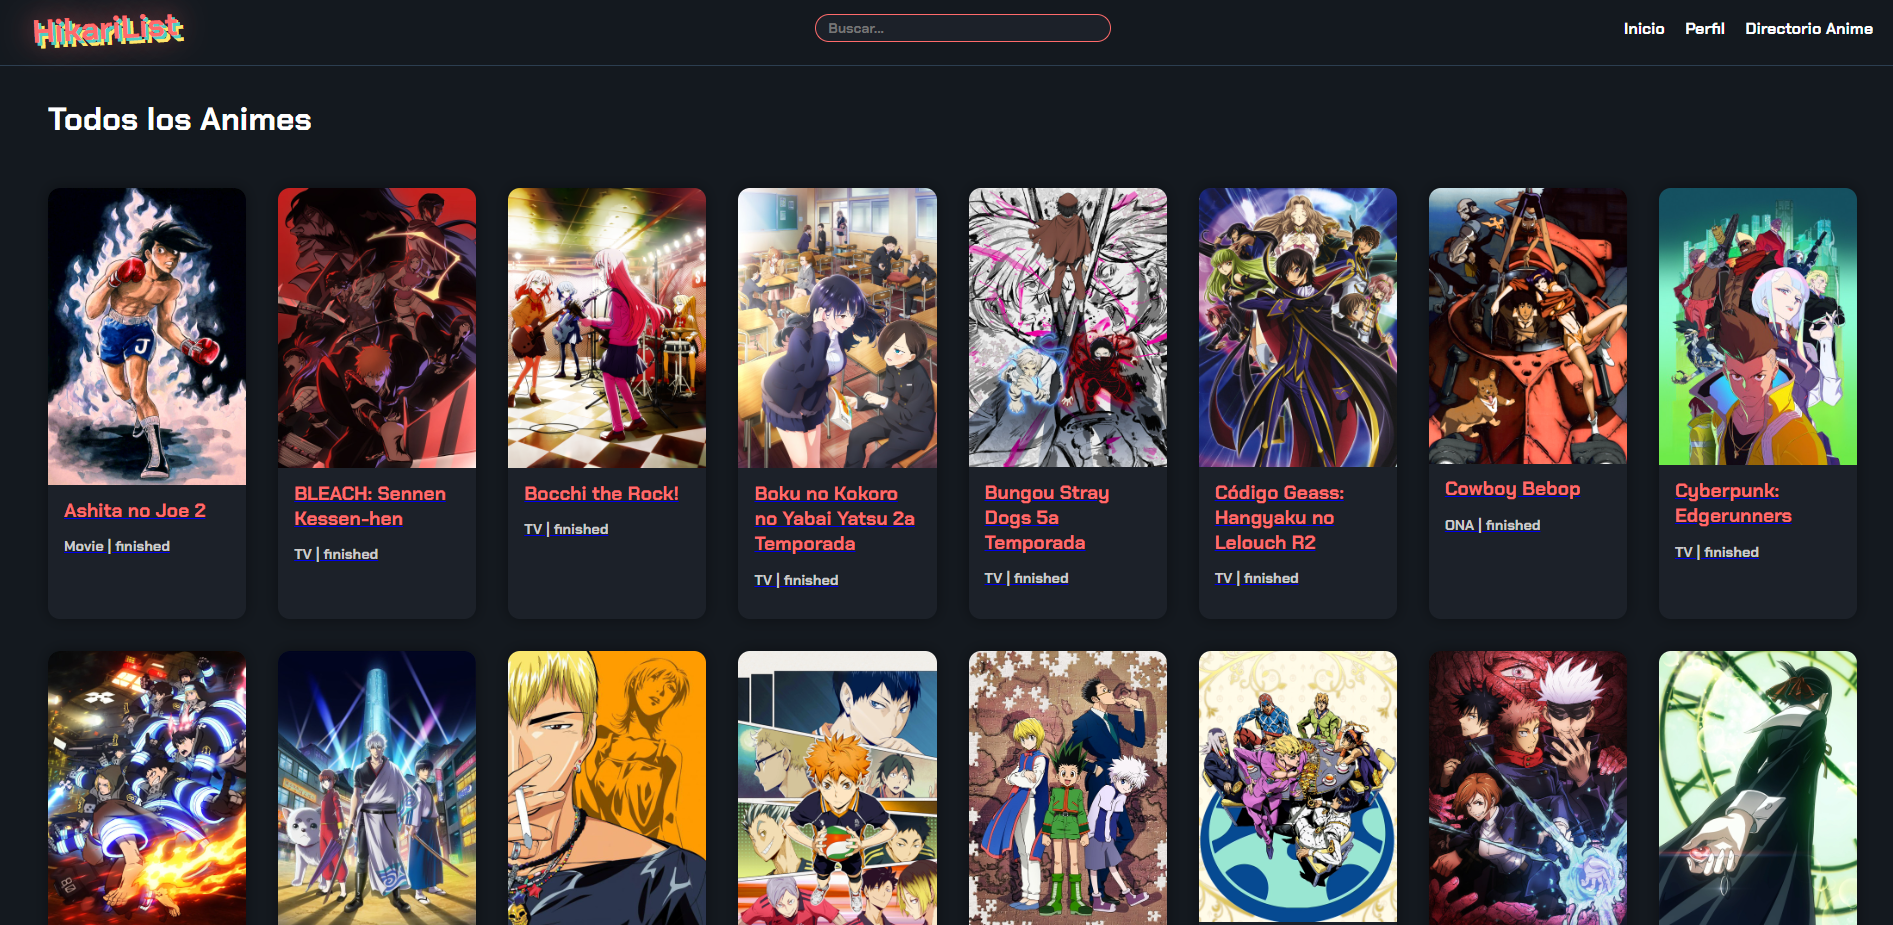 HikariList
Buscar...
Inicio Perfil Directorio Anime
Todos los Animes
J
Ashita no Joe 2
Movie | finished
BLEACH: Sennen
Kessen-hen
TV | finished
Bocchi the Rock!
TV | finished
Boku no Kokoro
no Yabai Yatsu 2a
Temporada
TV | finished
Bungou Stray
Dogs 5a
Temporada
TV | finished
Código Geass:
Hangyaku no
Lelouch R2
TV | finished
Cowboy Bebop
ONA | finished
Cyberpunk:
Edgerunners
TV | finished